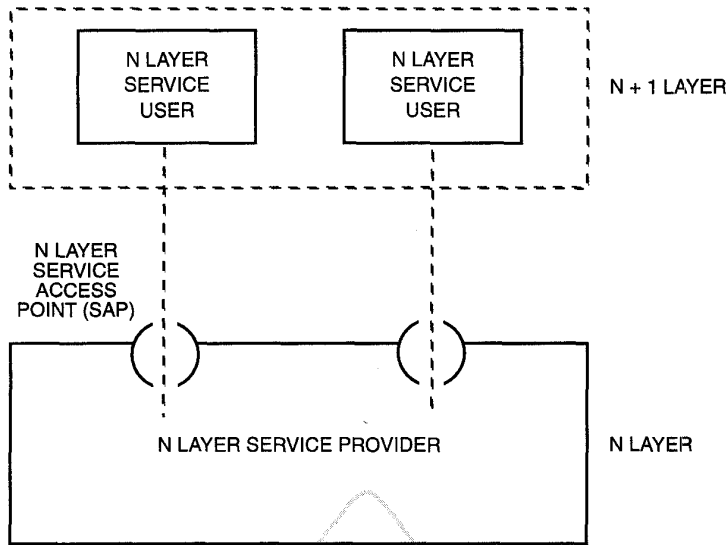 N LAYER
SERVICE
USER
N LAYER
SERVICE
USER
N + 1 LAYER
N LAYER
SERVICE
ACCESS
POINT (SAP)
N LAYER SERVICE PROVIDER
N LAYER